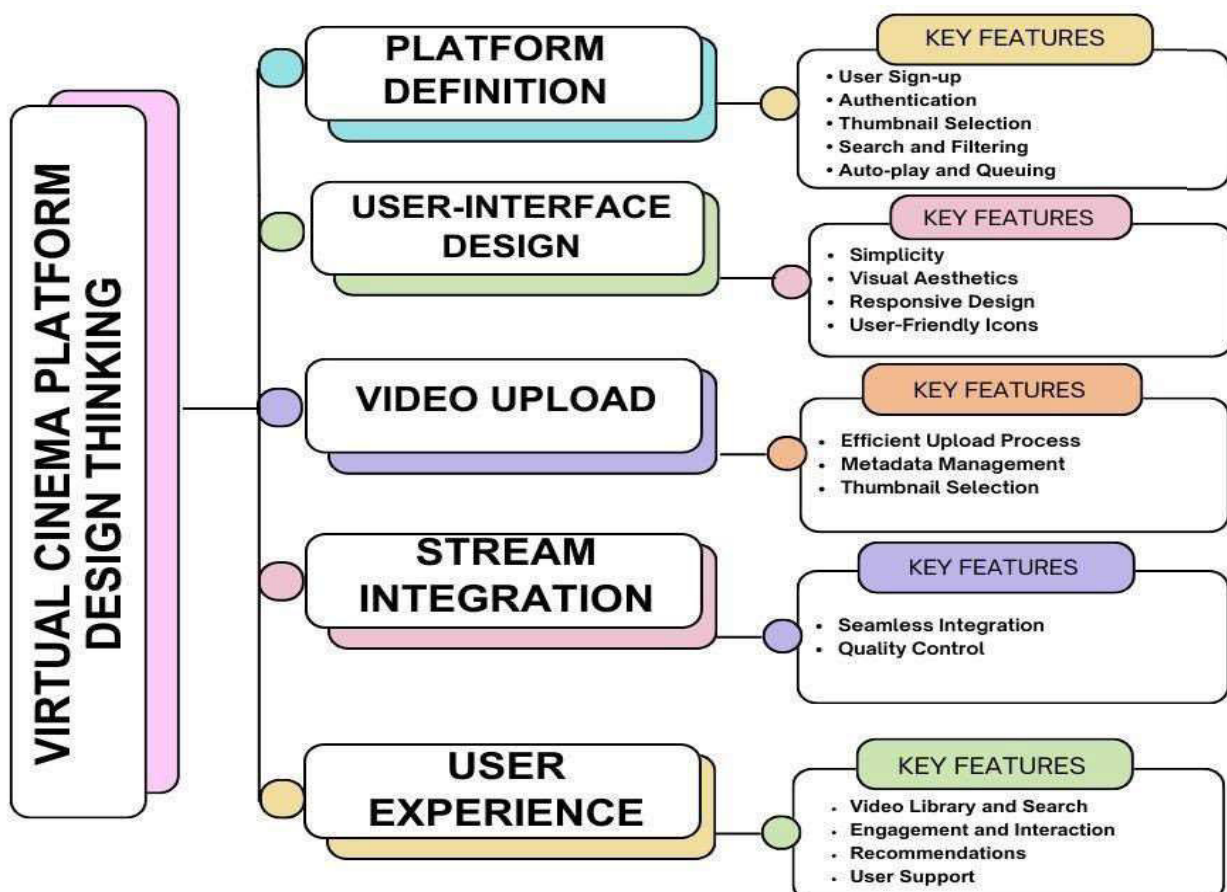 VIRTUAL CINEMA PLATFORM
DESIGN THINKING
PLATFORM
DEFINITION
KEY FEATURES
• User Sign-up
• Authentication
• Thumbnail Selection
• Search and Filtering
• Auto-play and Queuing
USER-INTERFACE
DESIGN
KEY FEATURES
• Simplicity
• Visual Aesthetics
• Responsive Design
• User-Friendly Icons
VIDEO UPLOAD
KEY FEATURES
• Efficient Upload Process
• Metadata Management
• Thumbnail Selection
STREAM
INTEGRATION
KEY FEATURES
• Seamless Integration
• Quality Control
USER
EXPERIENCE
KEY FEATURES
• Video Library and Search
• Engagement and Interaction
• Recommendations
• User Support